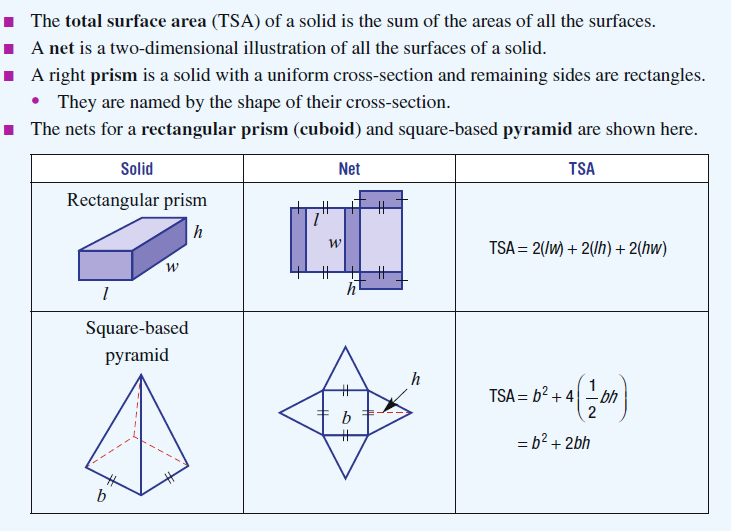 The total surface area (TSA) of a solid is the sum of the areas of all the surfaces.
A net is a two-dimensional illustration of all the surfaces of a solid.
A right prism is a solid with a uniform cross-section and remaining sides are rectangles.
They are named by the shape of their cross-section.
The nets for a rectangular prism (cuboid) and square-based pyramid are shown here.
Solid Net TSA
Rectangular prism
h
w
l
l
w
h
TSA = 2(lw) + 2(lh) + 2(hw)
Square-based
pyramid
b
h
b
TSA = b² + 4(1/2 bh)
= b² + 2bh